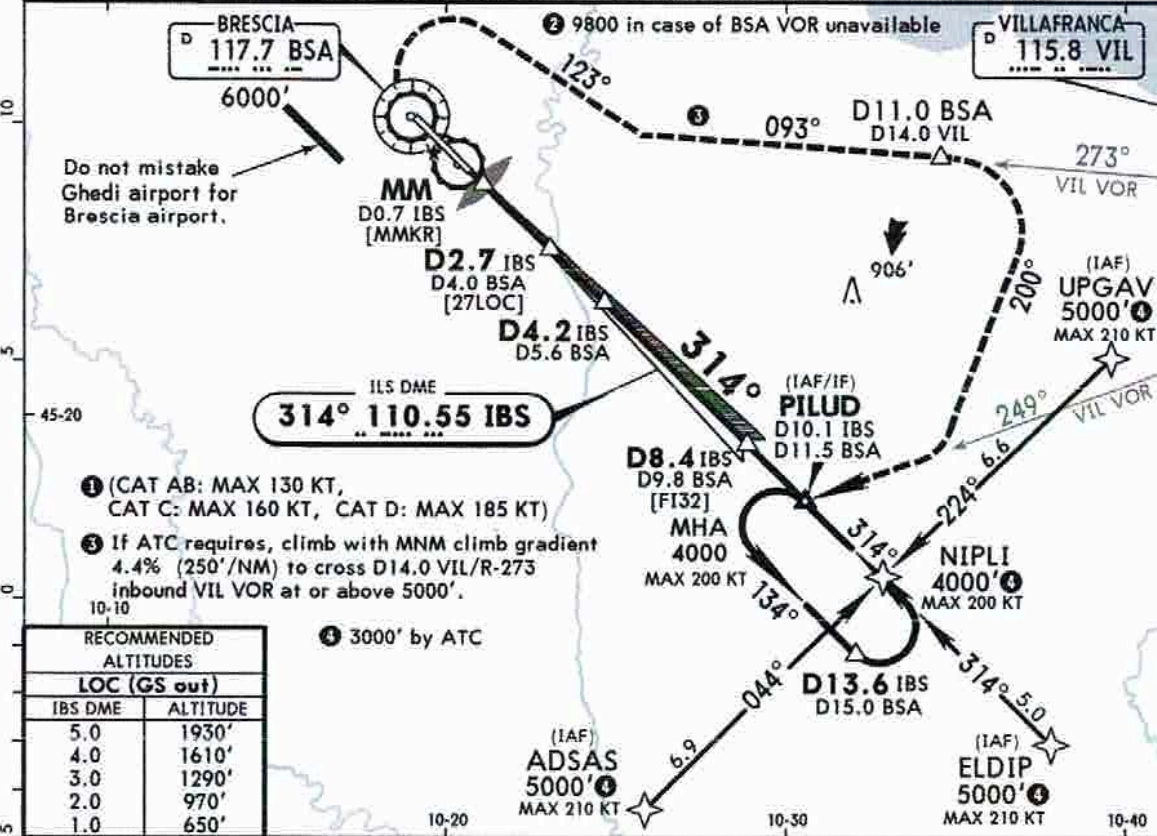 BRESCIA
D 117.7 BSA
❷ 9800 in case of BSA VOR unavailable
VILLAFRANCA
D 115.8 VIL
6000'
123°
❸
093°
D11.0 BSA
D14.0 VIL
10
273°
VIL VOR
Do not mistake
Ghedi airport for
Brescia airport.
MM
D0.7 IBS
[MMKR]
D2.7 IBS
D4.0 BSA
[27LOC]
906'
200°
(IAF)
UPGAV
5000'❹
MAX 210 KT
D4.2 IBS
D5.6 BSA
5
314°
ILS DME
314° 110.55 IBS
45-20
(IAF/IF)
PILUD
D10.1 IBS
D11.5 BSA
249°
VIL VOR
6.6
224°
D8.4 IBS
D9.8 BSA
[FI32]
MHA
4000
MAX 200 KT
❶ (CAT AB: MAX 130 KT,
CAT C: MAX 160 KT, CAT D: MAX 185 KT)
❸ If ATC requires, climb with MNM climb gradient
4.4% (250'/NM) to cross D14.0 VIL/R-273
inbound VIL VOR at or above 5000'.
314°
NIPLI
4000'❹
MAX 200 KT
0
10-10
134°
❹ 3000' by ATC
RECOMMENDED
ALTITUDES
LOC (GS out)
IBS DME ALTITUDE
5.0 1930'
4.0 1610'
3.0 1290'
2.0 970'
1.0 650'
D13.6 IBS
D15.0 BSA
044°
6.9
314°
5.0
(IAF)
ADSAS
5000'❹
MAX 210 KT
(IAF)
ELDIP
5000'❹
MAX 210 KT
5
10-20
10-30
10-40